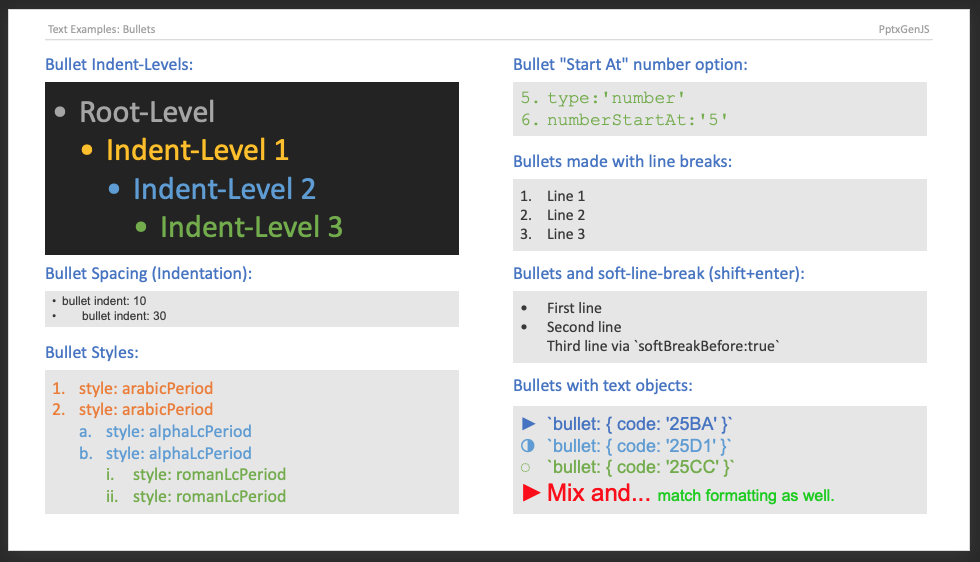 Text Examples: Bullets
PptxGenJS
Bullet Indent-Levels:
• Root-Level
• Indent-Level 1
• Indent-Level 2
• Indent-Level 3
Bullet Spacing (Indentation):
• bullet indent: 10
• bullet indent: 30
Bullet Styles:
1. style: arabicPeriod
2. style: arabicPeriod
a. style: alphaLcPeriod
b. style: alphaLcPeriod
i. style: romanLcPeriod
ii. style: romanLcPeriod
Bullet "Start At" number option:
5. type:'number'
6. numberStartAt:'5'
Bullets made with line breaks:
1. Line 1
2. Line 2
3. Line 3
Bullets and soft-line-break (shift+enter):
• First line
• Second line
Third line via `softBreakBefore:true`
Bullets with text objects:
► `bullet: { code: '25BA' }`
◑ `bullet: { code: '25D1' }`
◌ `bullet: { code: '25CC' }`
► Mix and... match formatting as well.